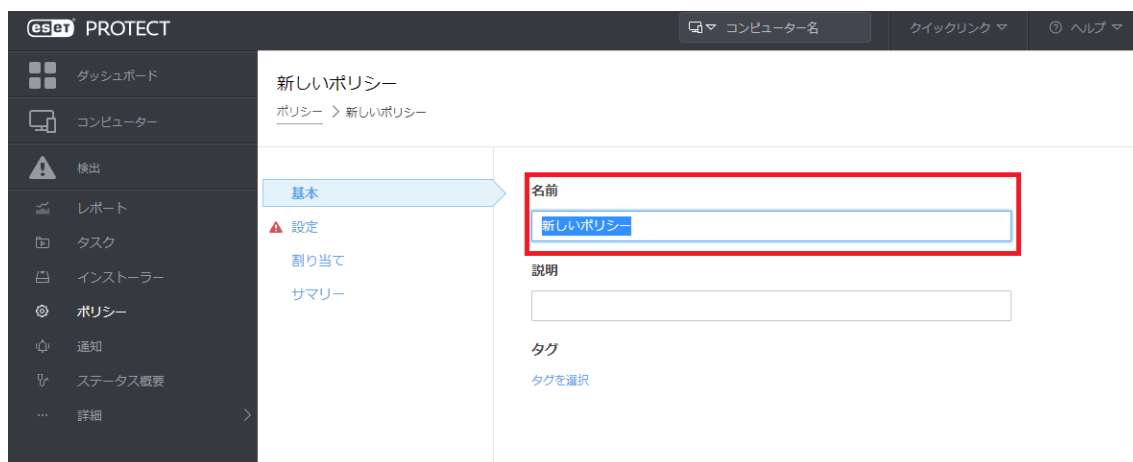 eseт PROTECT
コンピューター名
クイックリンク
ヘルプ
ダッシュボード
コンピューター
検出
レポート
タスク
インストーラー
ポリシー
通知
ステータス概要
詳細
新しいポリシー
ポリシー > 新しいポリシー
基本
設定
割り当て
サマリー
名前
新しいポリシー
説明
タグ
タグを選択